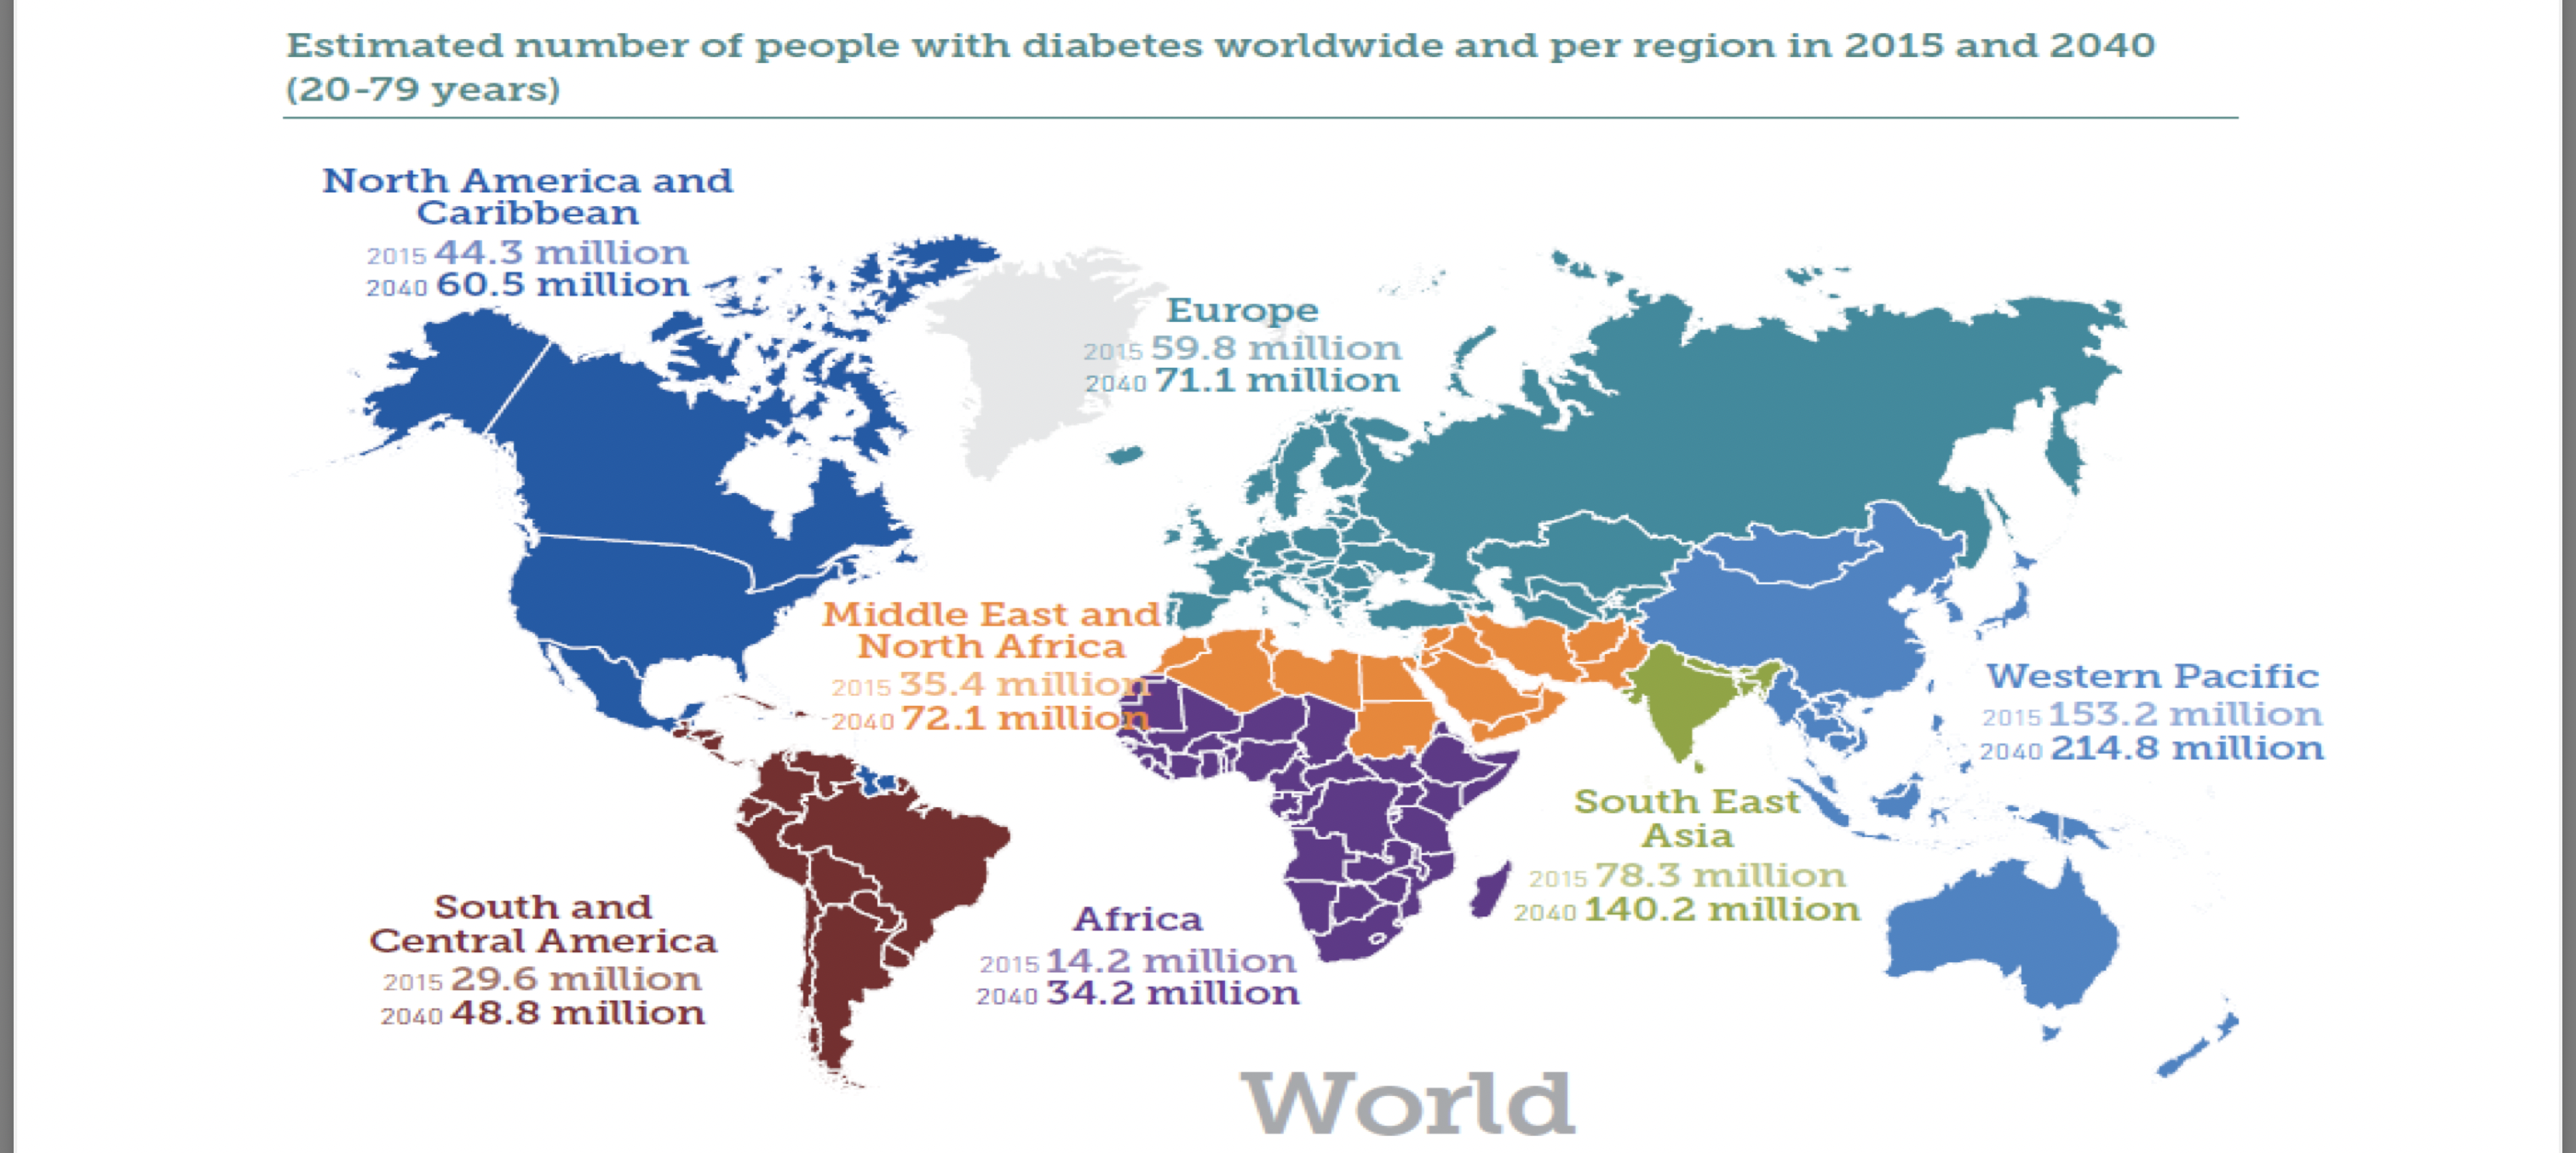 Estimated number of people with diabetes worldwide and per region in 2015 and 2040
(20-79 years)
North America and
Caribbean
2015 44.3 million
2040 60.5 million
Europe
2015 59.8 million
2040 71.1 million
Middle East and
North Africa
2015 35.4 million
2040 72.1 million
Western Pacific
2015 153.2 million
2040 214.8 million
South East
Asia
2015 78.3 million
2040 140.2 million
South and
Central America
2015 29.6 million
2040 48.8 million
Africa
2015 14.2 million
2040 34.2 million
World